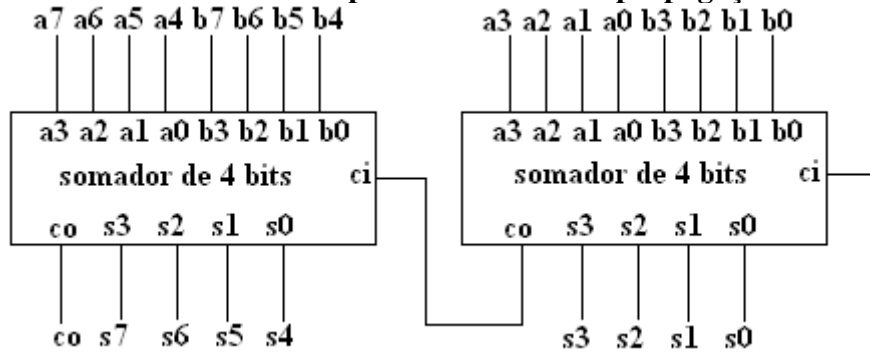 a7 a6 a5 a4 b7 b6 b5 b4
a3 a2 a1 a0 b3 b2 b1 b0
a3 a2 a1 a0 b3 b2 b1 b0
somador de 4 bits
ci
co s3 s2 s1 s0
co s7 s6 s5 s4
a3 a2 a1 a0 b3 b2 b1 b0
somador de 4 bits
ci
co s3 s2 s1 s0
s3 s2 s1 s0